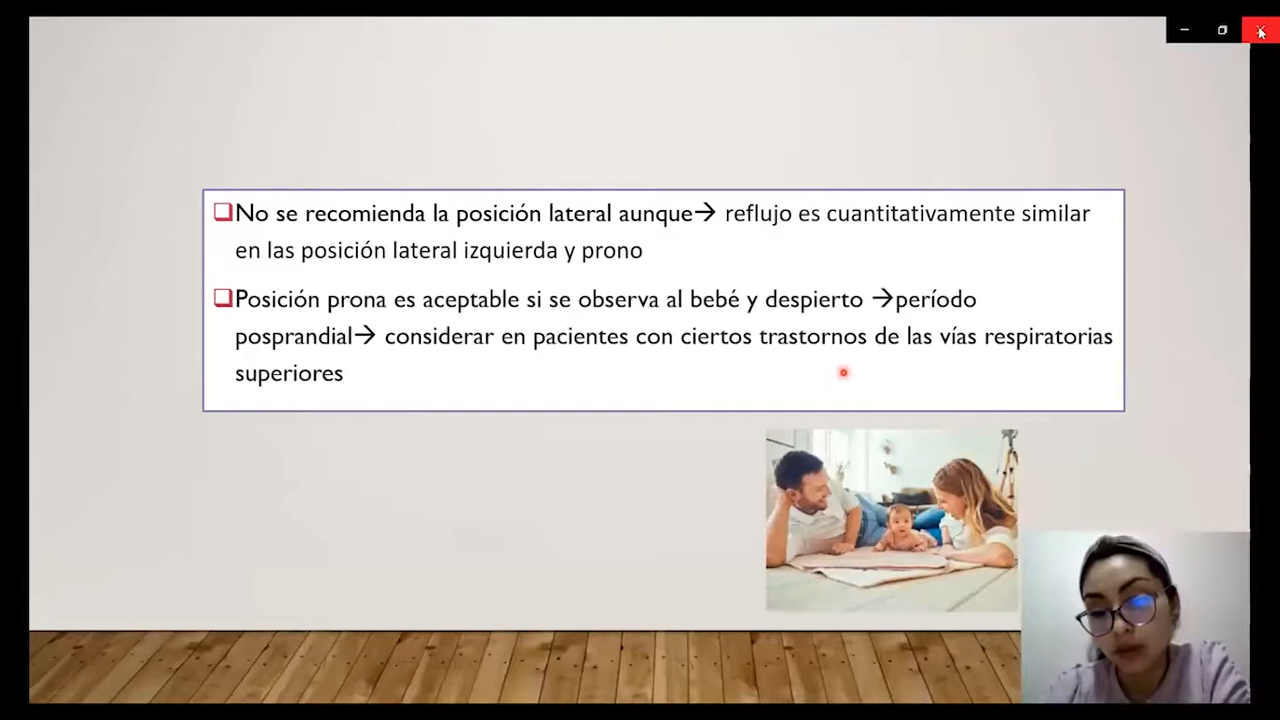 No se recomienda la posición lateral aunque→ reflujo es cuantitativamente similar
en las posición lateral izquierda y prono
Posición prona es aceptable si se observa al bebé y despierto →período
posprandial→ considerar en pacientes con ciertos trastornos de las vías respiratorias
superiores